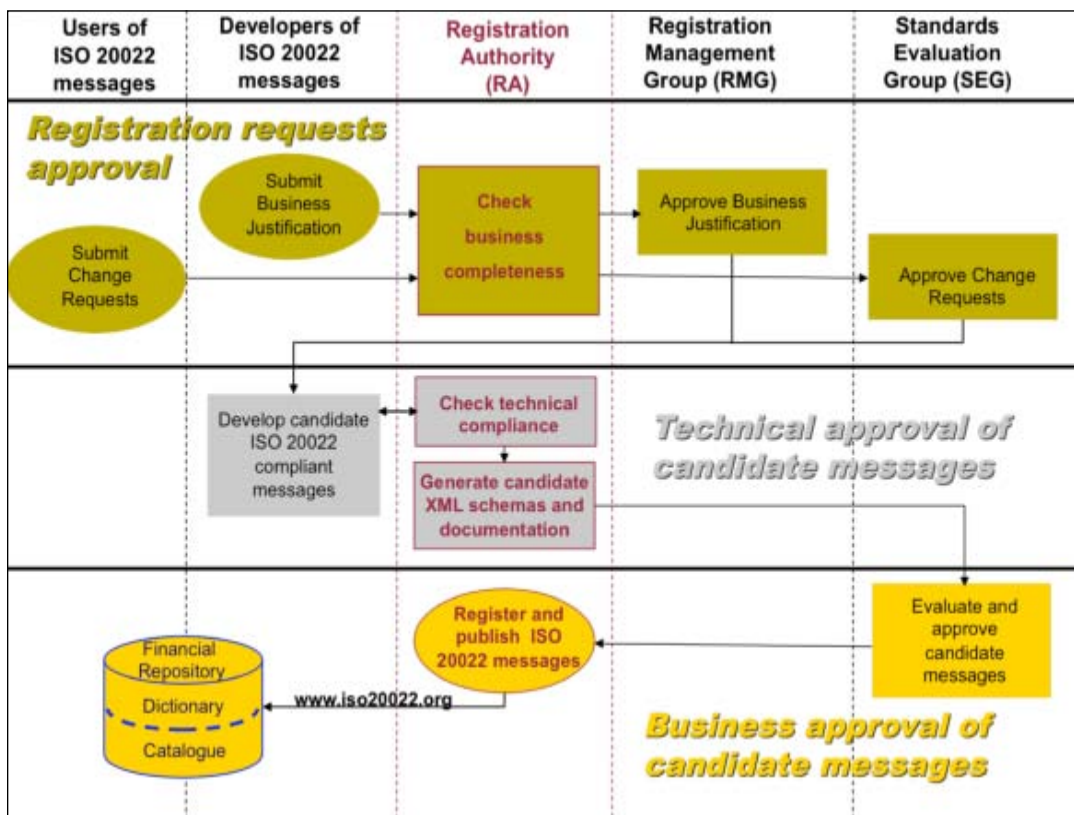 Users of
ISO 20022
messages
Developers of
ISO 20022
messages
Registration
Authority
(RA)
Registration
Management
Group (RMG)
Standards
Evaluation
Group (SEG)
Registration requests
approval
Submit
Business
Justification
Check
business
completeness
Approve Business
Justification
Submit
Change
Requests
Approve Change
Requests
Develop candidate
ISO 20022
compliant
messages
Check technical
compliance
Generate candidate
XML schemas and
documentation
Technical approval of
candidate messages
Register and
publish ISO
20022 messages
Evaluate and
approve
candidate
messages
Financial
Repository
Dictionary
Catalogue
www.iso20022.org
Business approval of
candidate messages